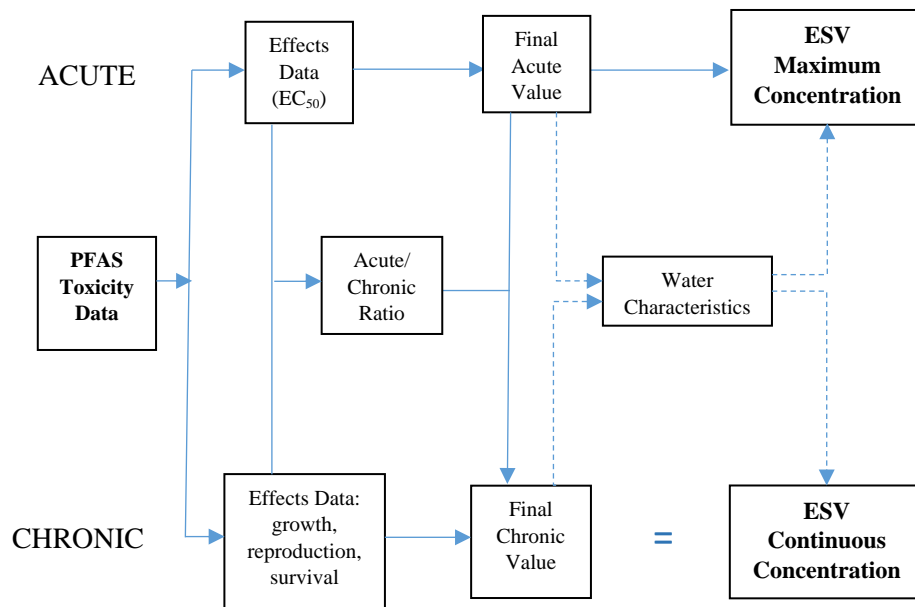 ACUTE
Effects
Data
(EC₅₀)
Final
Acute
Value
ESV
Maximum
Concentration
PFAS
Toxicity
Data
Acute/
Chronic
Ratio
Water
Characteristics
CHRONIC
Effects Data:
growth,
reproduction,
survival
Final
Chronic
Value
=
ESV
Continuous
Concentration